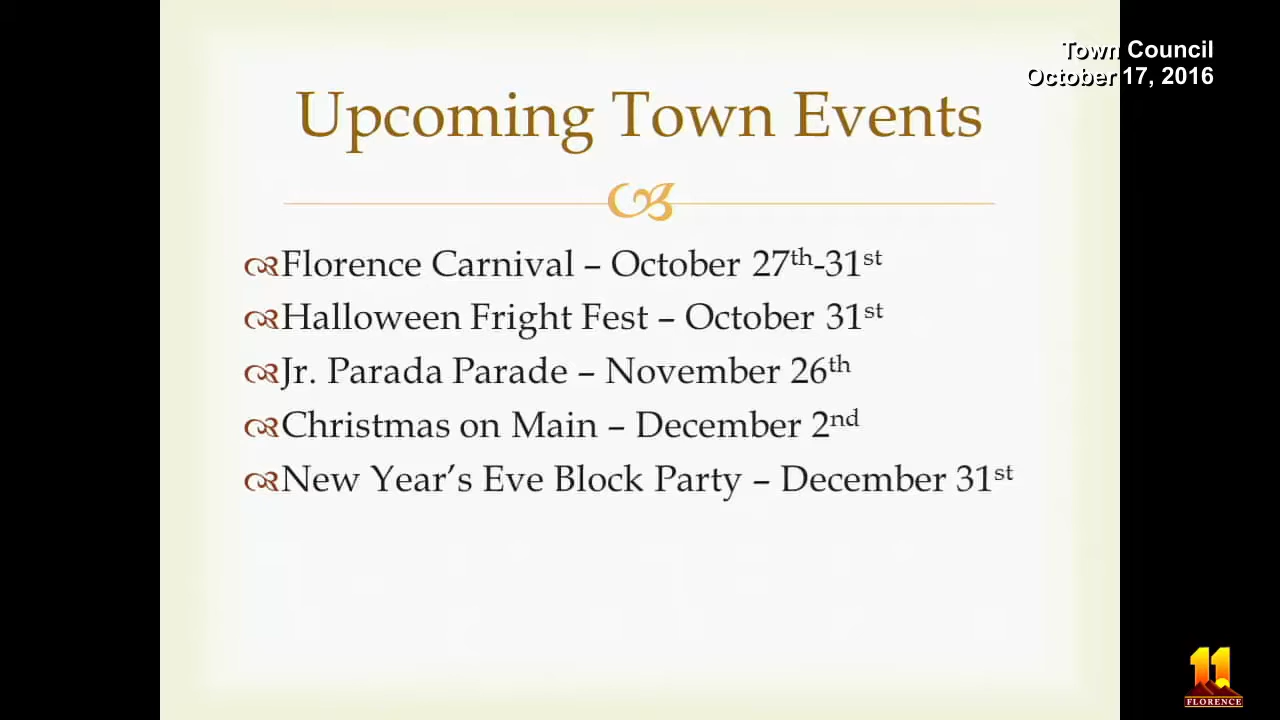 Town Council
October 17, 2016
Upcoming Town Events
Florence Carnival – October 27th-31st
Halloween Fright Fest – October 31st
Jr. Parada Parade – November 26th
Christmas on Main – December 2nd
New Year’s Eve Block Party – December 31st
11
FLORENCE